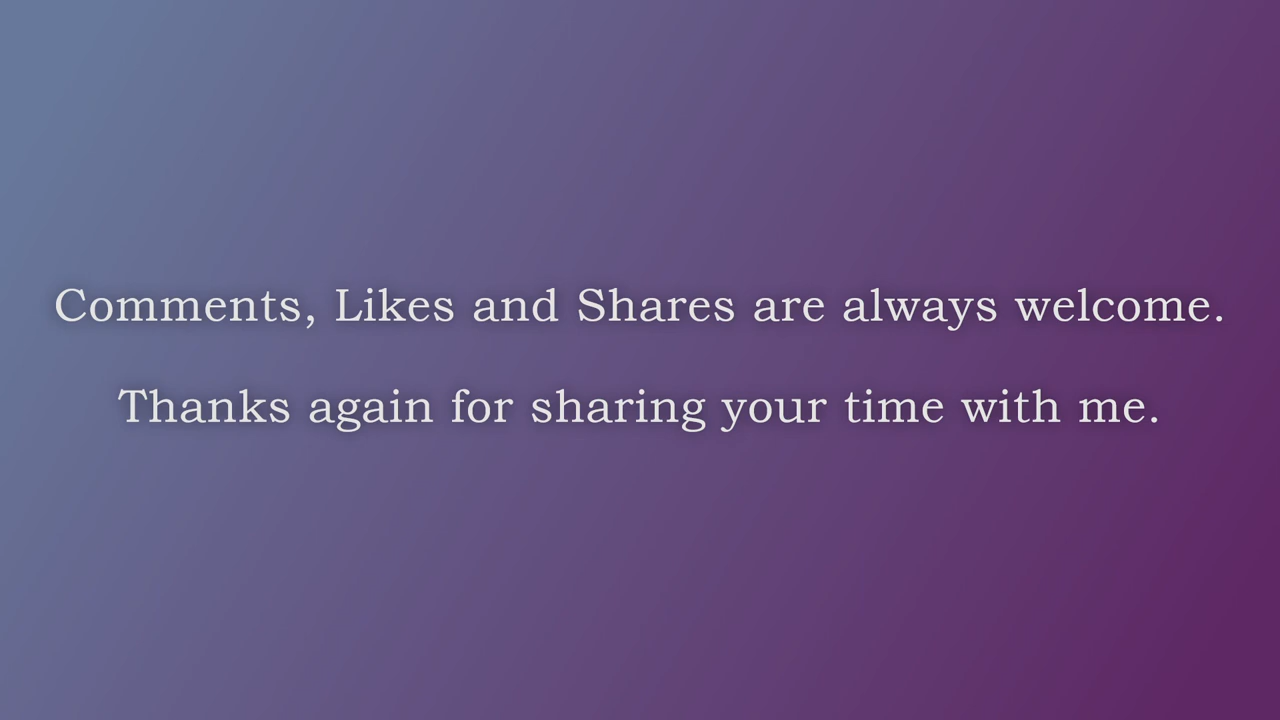 Comments, Likes and Shares are always welcome.
Thanks again for sharing your time with me.